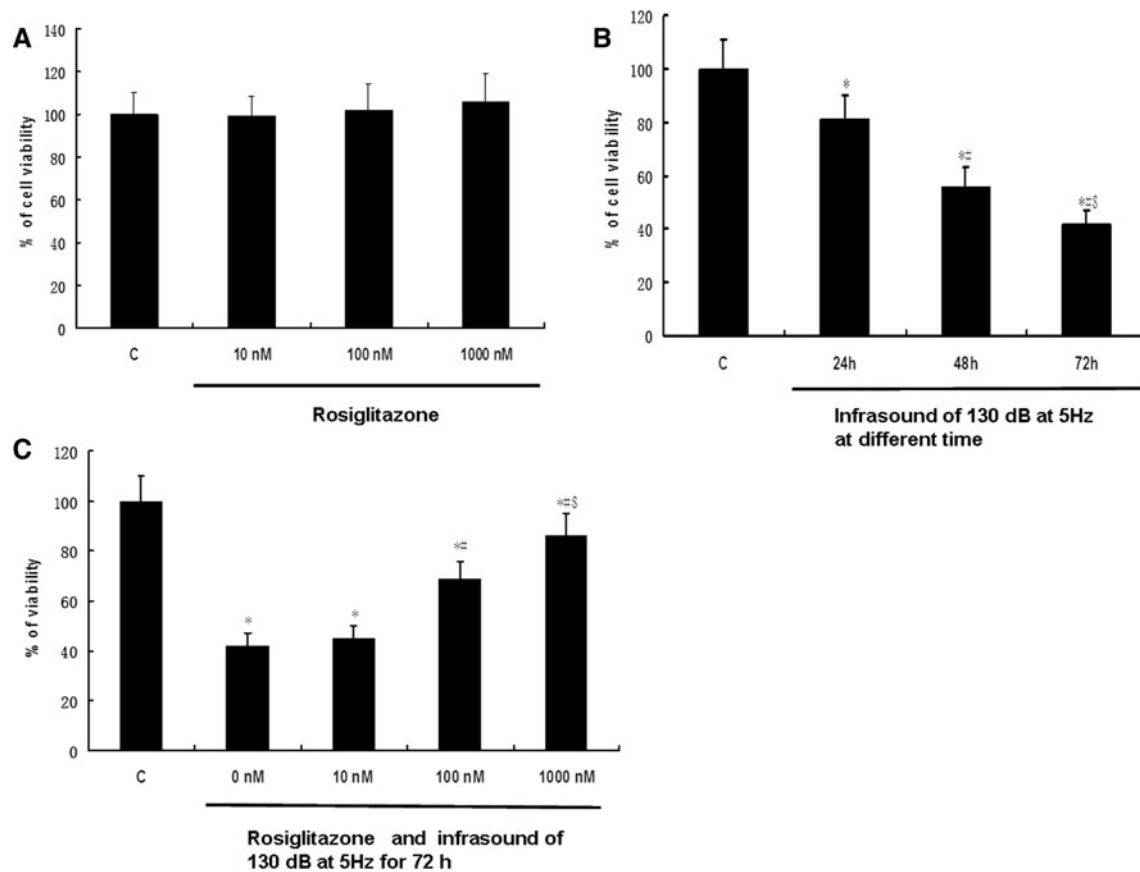 A
% of cell viability
140
120
100
80
60
40
20
0
C 10 nM 100 nM 1000 nM
Rosiglitazone
B
% of cell viability
120
100
80
60
40
20
0
*
*#
*#$
C 24h 48h 72h
Infrasound of 130 dB at 5Hz
at different time
C
% of viability
120
100
80
60
40
20
0
*
*
*#
*#$
C 0 nM 10 nM 100 nM 1000 nM
Rosiglitazone and infrasound of
130 dB at 5Hz for 72 h